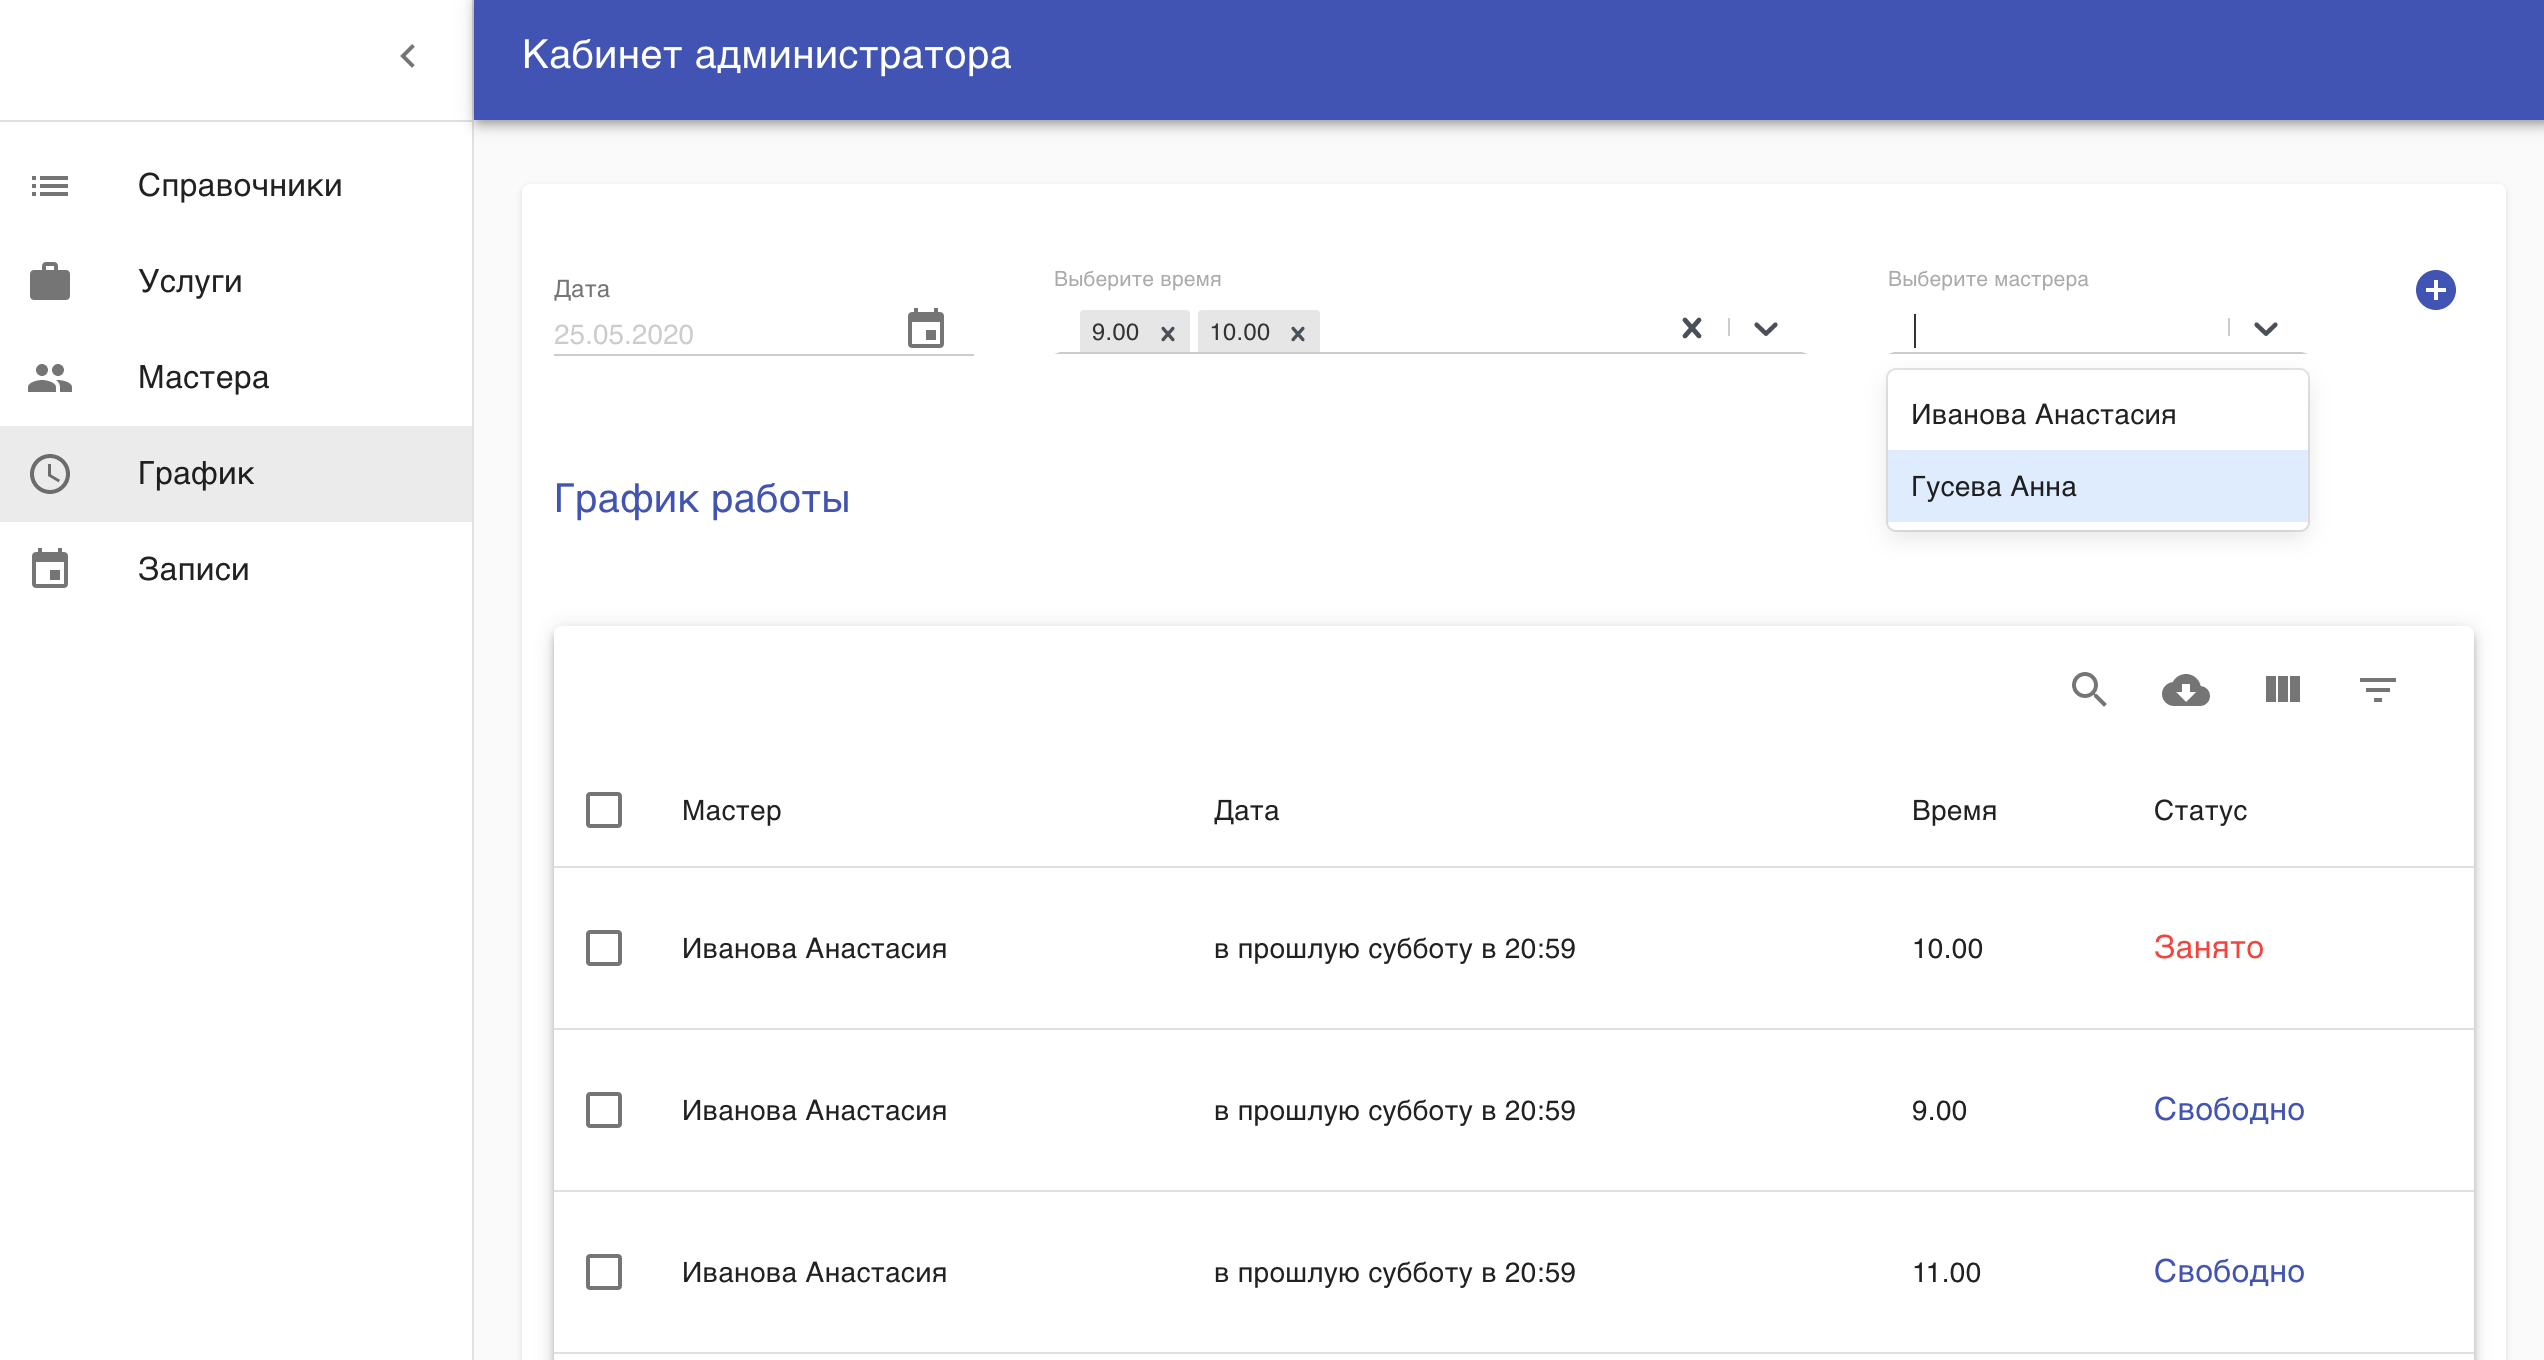 Кабинет администратора
Справочники
Услуги
Мастера
График
Записи
Дата
25.05.2020
Выберите время
9.00 10.00
Выберите мастрера
Иванова Анастасия
Гусева Анна
График работы
Мастер Дата Время Статус
Иванова Анастасия в прошлую субботу в 20:59 10.00 Занято
Иванова Анастасия в прошлую субботу в 20:59 9.00 Свободно
Иванова Анастасия в прошлую субботу в 20:59 11.00 Свободно